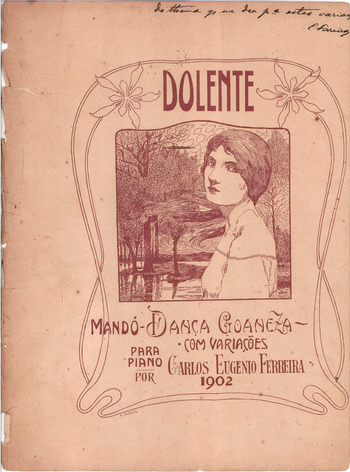 DOLENTE
MANDÓ-DANÇA GOANEZA-
COM VARIAÇÕES
PARA
PIANO
POR CARLOS EUGENIO FERREIRA
1902